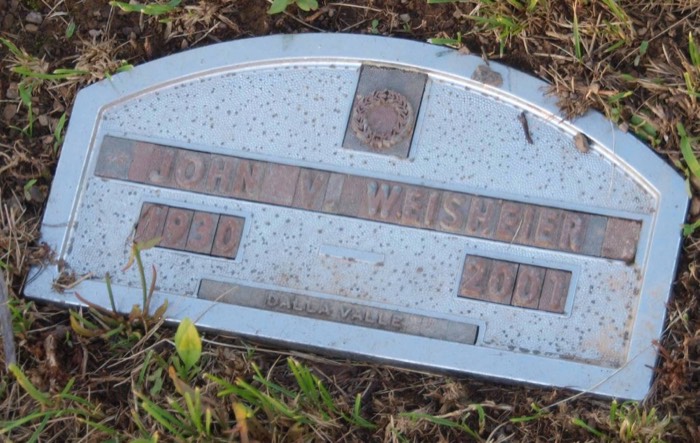 JOHN V. WEISHEIER
1930 2001
DALLA VALLE